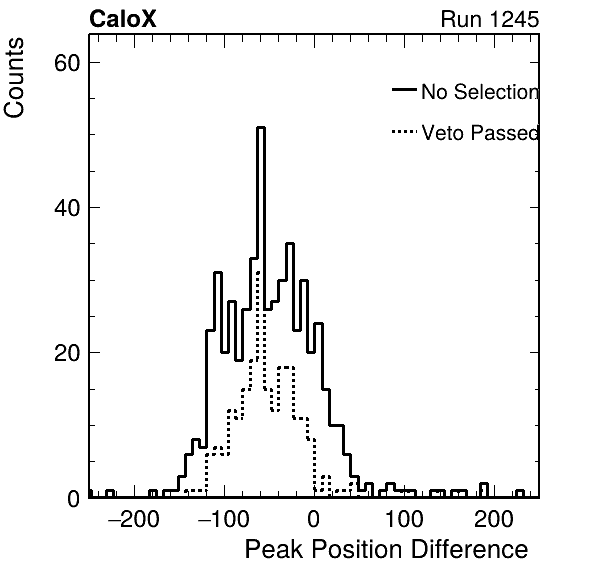 CaloX Run 1245
Counts
60
No Selection
Veto Passed
40
20
0
−200 −100 0 100 200
Peak Position Difference